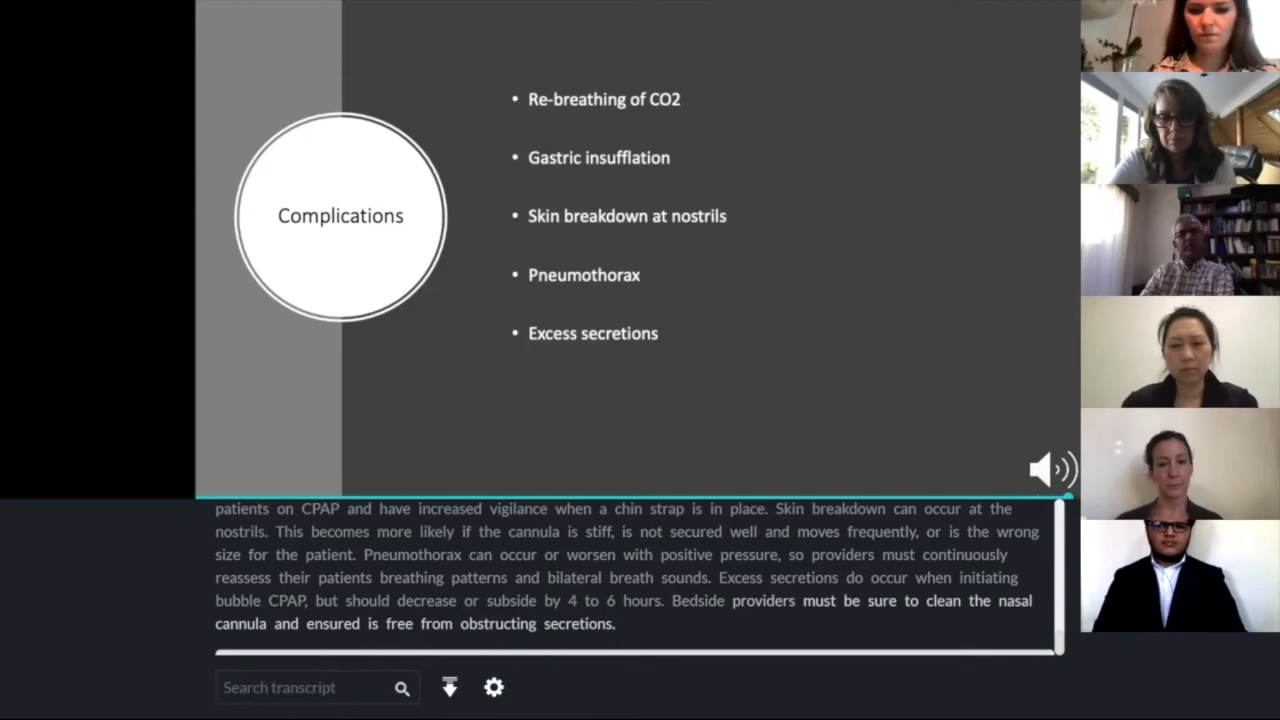 Complications
• Re-breathing of CO2
• Gastric insufflation
• Skin breakdown at nostrils
• Pneumothorax
• Excess secretions
patients on CPAP and have increased vigilance when a chin strap is in place. Skin breakdown can occur at the
nostrils. This becomes more likely if the cannula is stiff, is not secured well and moves frequently, or is the wrong
size for the patient. Pneumothorax can occur or worsen with positive pressure, so providers must continuously
reassess their patients breathing patterns and bilateral breath sounds. Excess secretions do occur when initiating
bubble CPAP, but should decrease or subside by 4 to 6 hours. Bedside providers must be sure to clean the nasal
cannula and ensured is free from obstructing secretions.
Search transcript